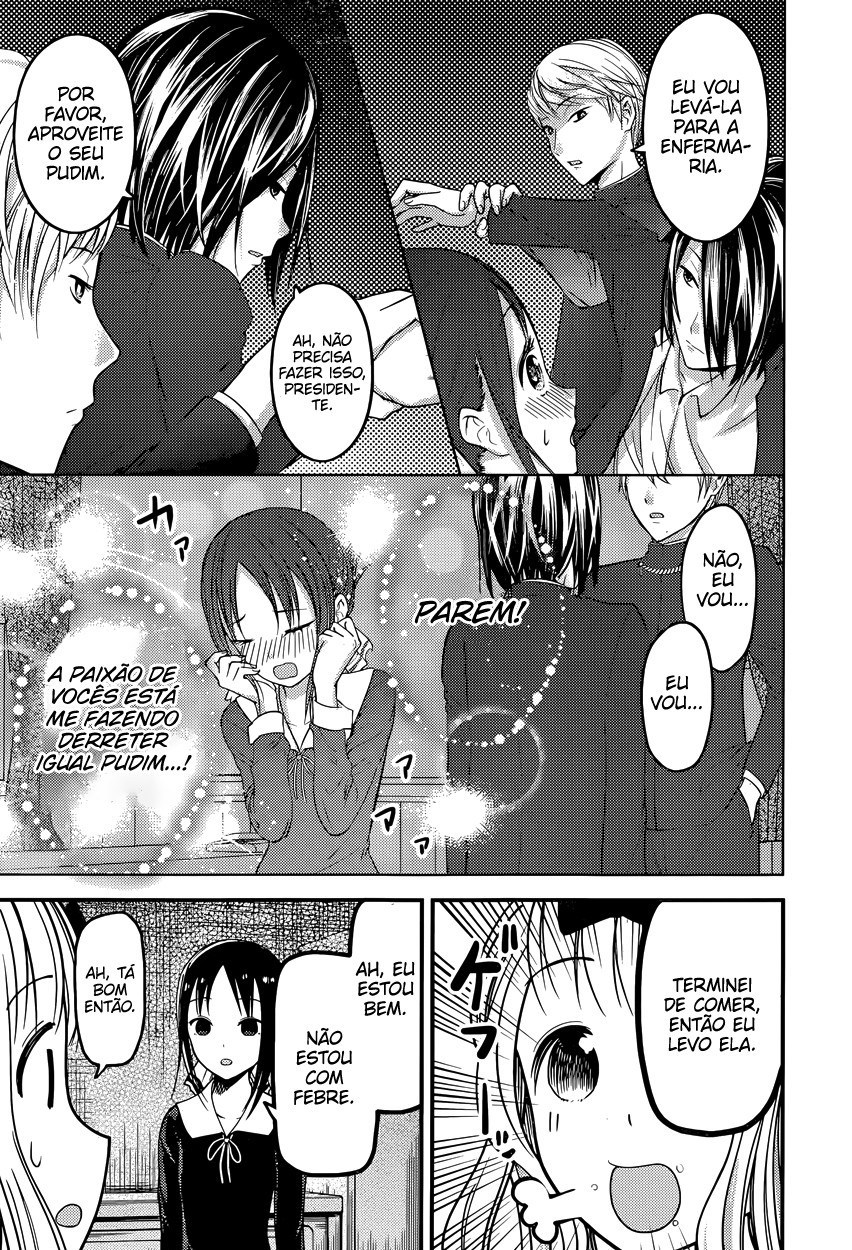 EU VOU
LEVÁ-LA
PARA A
ENFERMA-
RIA.
POR
FAVOR,
APROVEITE
O SEU
PUDIM.
AH, NÃO
PRECISA
FAZER ISSO,
PRESIDEN-
TE.
NÃO,
EU
VOU...
EU
VOU...
PAREM!
カァ
A PAIXÃO DE
VOCÊS ESTÁ
ME FAZENDO
DERRETER
IGUAL PUDIM...!
TERMINEI
DE COMER,
ENTÃO EU
LEVO ELA.
AH, EU
ESTOU
BEM.
NÃO
ESTOU
COM
FEBRE.
AH, TÁ
BOM
ENTÃO.